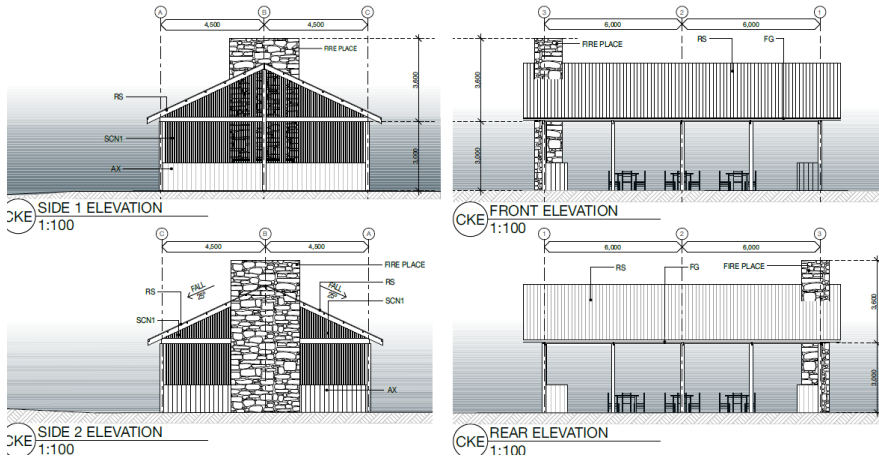 A B C
4,500 4,500
FIRE PLACE
RS
SCN1
AX
3,600
3,000
CKE SIDE 1 ELEVATION
1:100
3 2 1
6,000 6,000
FIRE PLACE RS FG
3,600
3,000
CKE FRONT ELEVATION
1:100
C B A
4,500 4,500
FIRE PLACE
RS FALL FALL RS
25° 25°
SCN1 SCN1
AX
CKE SIDE 2 ELEVATION
1:100
1 2 3
6,000 6,000
RS FG FIRE PLACE
3,600
3,000
CKE REAR ELEVATION
1:100